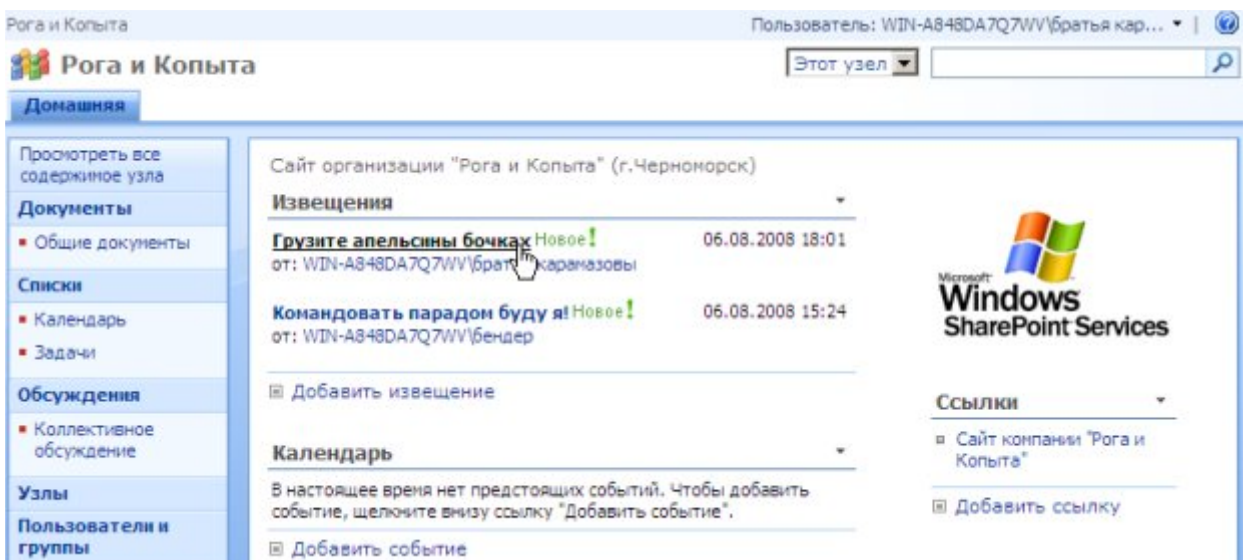 Рога и Копыта
Пользователь: WIN-A848DA7Q7WV\братья кар...
Рога и Копыта
Этот узел
Домашняя
Просмотреть все
содержимое узла
Документы
Общие документы
Списки
Календарь
Задачи
Обсуждения
Коллективное
обсуждение
Узлы
Пользователи и
группы
Сайт организации "Рога и Копыта" (г.Черноморск)
Извещения
Грузите апельсины бочках Новое! 06.08.2008 18:01
от: WIN-A848DA7Q7WV\братья карамазовы
Командовать парадом буду я! Новое! 06.08.2008 15:24
от: WIN-A848DA7Q7WV\бендер
Добавить извещение
Календарь
В настоящее время нет предстоящих событий. Чтобы добавить
событие, щелкните внизу ссылку "Добавить событие".
Добавить событие
Microsoft
Windows
SharePoint Services
Ссылки
Сайт компании "Рога и
Копыта"
Добавить ссылку